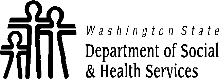 Washington State
Department of Social
& Health Services